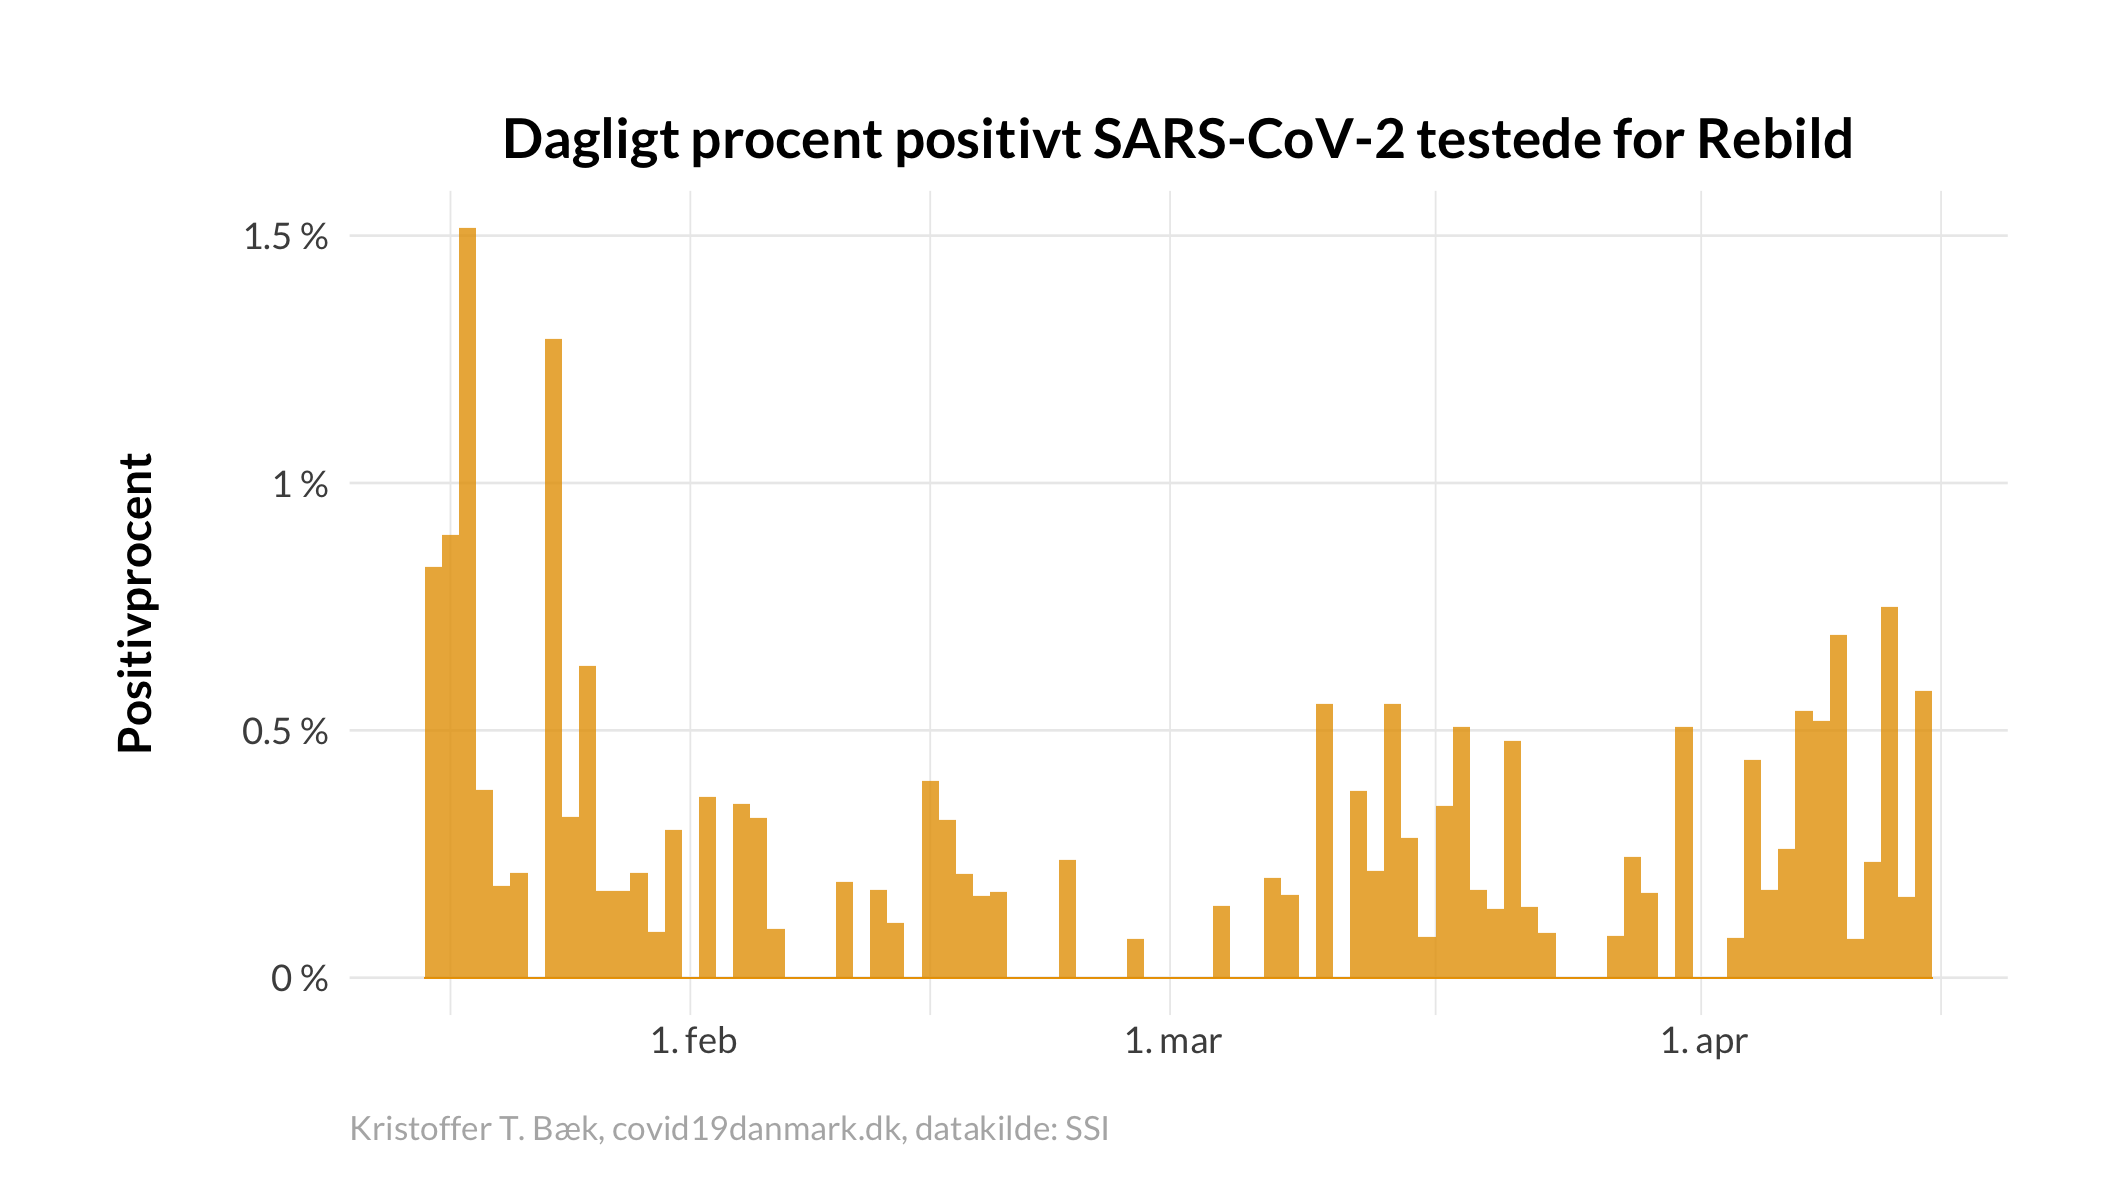 Dagligt procent positivt SARS-CoV-2 testede for Rebild
Positivprocent
1.5 %
1 %
0.5 %
0 %
1. feb
1. mar
1. apr
Kristoffer T. Bæk, covid19danmark.dk, datakilde: SSI